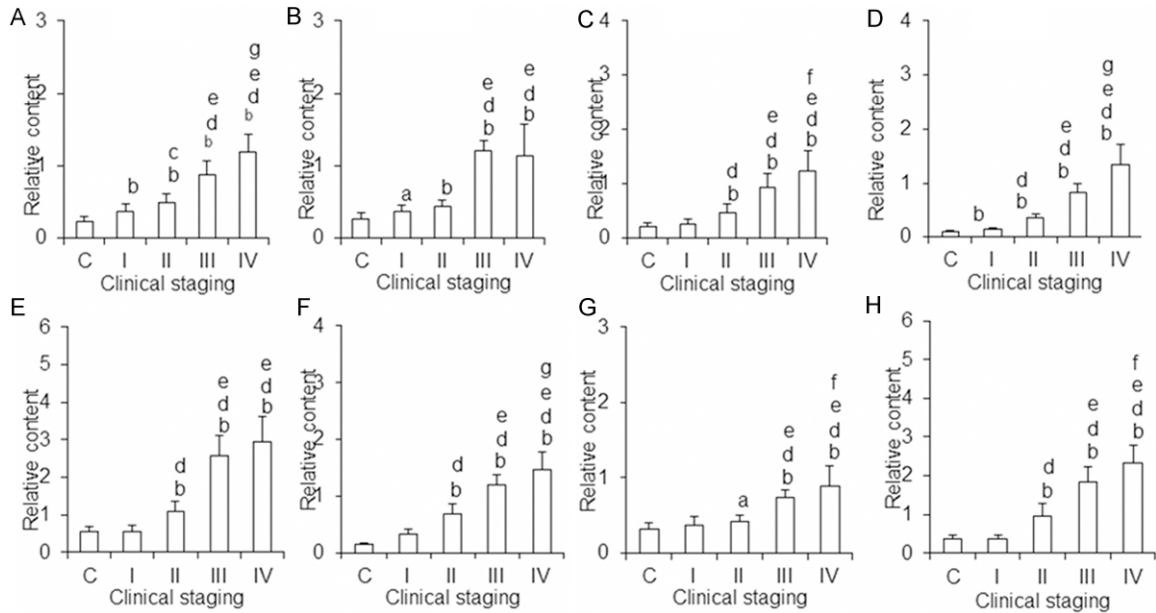 A
3
2
1
0
Relative content
b
c
b
e
d
b
g
e
d
b
C I II III IV
Clinical staging
B
3
2
1
0
Relative content
a
b
e
d
b
e
d
b
C I II III IV
Clinical staging
C
4
3
2
1
0
Relative content
d
b
e
d
b
f
e
d
b
C I II III IV
Clinical staging
D
4
3
2
1
0
Relative content
b
d
b
e
d
b
g
e
d
b
C I II III IV
Clinical staging
E
6
5
4
3
2
1
0
Relative content
d
b
e
d
b
e
d
b
C I II III IV
Clinical staging
F
4
3
2
1
0
Relative content
d
b
e
d
b
g
e
d
b
C I II III IV
Clinical staging
G
3
2
1
0
Relative content
a
e
d
b
f
e
d
b
C I II III IV
Clinical staging
H
6
5
4
3
2
1
0
Relative content
d
b
e
d
b
f
e
d
b
C I II III IV
Clinical staging